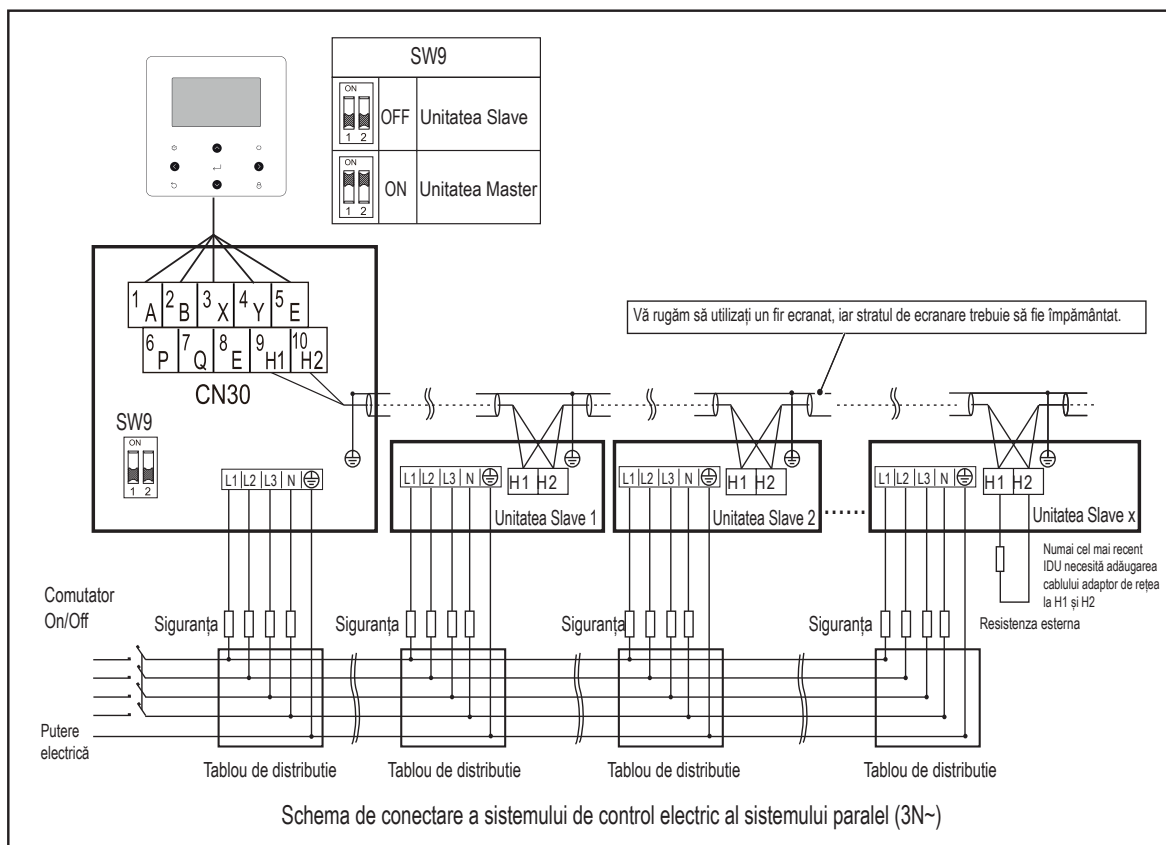 SW9
ON
1 2
OFF
Unitatea Slave
ON
1 2
ON
Unitatea Master
1 A 2 B 3 X 4 Y 5 E
6 P 7 Q 8 E 9 H1 10 H2
CN30
Vă rugăm să utilizați un fir ecranat, iar stratul de ecranare trebuie să fie împământat.
SW9
ON
1 2
L1 L2 L3 N
L1 L2 L3 N
H1 H2
Unitatea Slave 1
L1 L2 L3 N
H1 H2
Unitatea Slave 2
L1 L2 L3 N
H1 H2
Unitatea Slave x
Numai cel mai recent
IDU necesită adăugarea
cablului adaptor de rețea
la H1 și H2
Resistenza esterna
Comutator
On/Off
Siguranța
Siguranța
Siguranța
Siguranța
Putere
electrică
Tablou de distributie
Tablou de distributie
Tablou de distributie
Tablou de distributie
Schema de conectare a sistemului de control electric al sistemului paralel (3N~)